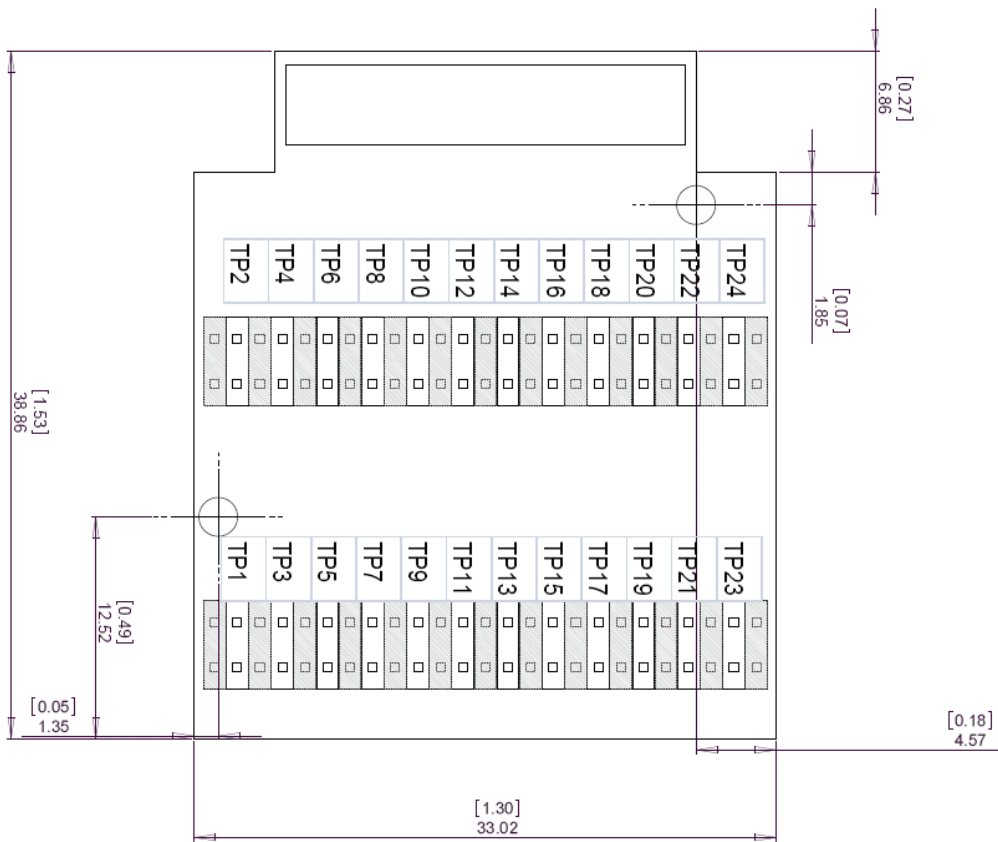 [0.27]
6.86
[0.07]
1.85
TP2
TP4
TP6
TP8
TP10
TP12
TP14
TP16
TP18
TP20
TP22
TP24
[1.53]
38.86
TP1
TP3
TP5
TP7
TP9
TP11
TP13
TP15
TP17
TP19
TP21
TP23
[0.49]
12.52
[0.05]
1.35
[0.18]
4.57
[1.30]
33.02